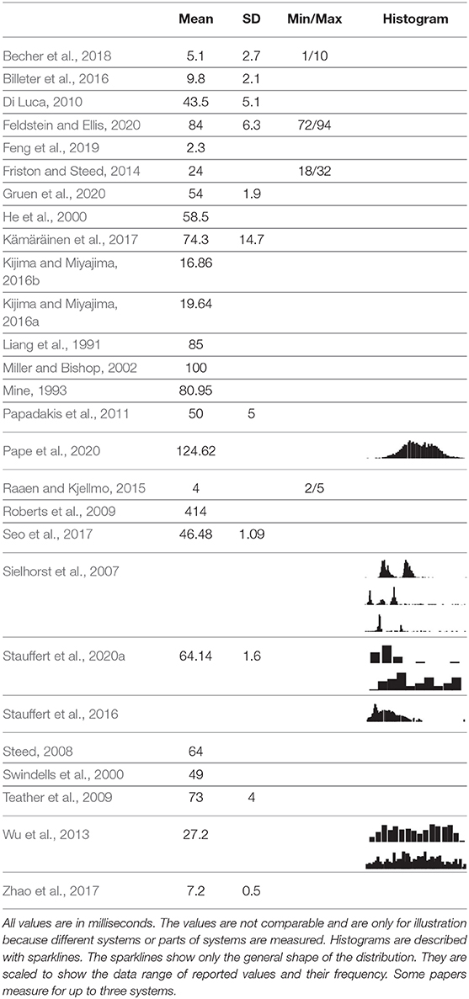 Mean SD Min/Max Histogram
Becher et al., 2018 5.1 2.7 1/10
Billeter et al., 2016 9.8 2.1
Di Luca, 2010 43.5 5.1
Feldstein and Ellis, 2020 84 6.3 72/94
Feng et al., 2019 2.3
Friston and Steed, 2014 24 18/32
Gruen et al., 2020 54 1.9
He et al., 2000 58.5
Kämäräinen et al., 2017 74.3 14.7
Kijima and Miyajima, 16.86
2016b
Kijima and Miyajima, 19.64
2016a
Liang et al., 1991 85
Miller and Bishop, 2002 100
Mine, 1993 80.95
Papadakis et al., 2011 50 5
Pape et al., 2020 124.62
Raaen and Kjellmo, 2015 4 2/5
Roberts et al., 2009 414
Seo et al., 2017 46.48 1.09
Sielhorst et al., 2007
Stauffert et al., 2020a 64.14 1.6
Stauffert et al., 2016
Steed, 2008 64
Swindells et al., 2000 49
Teather et al., 2009 73 4
Wu et al., 2013 27.2
Zhao et al., 2017 7.2 0.5
All values are in milliseconds. The values are not comparable and are only for illustration
because different systems or parts of systems are measured. Histograms are described
with sparklines. The sparklines show only the general shape of the distribution. They are
scaled to show the data range of reported values and their frequency. Some papers
measure for up to three systems.